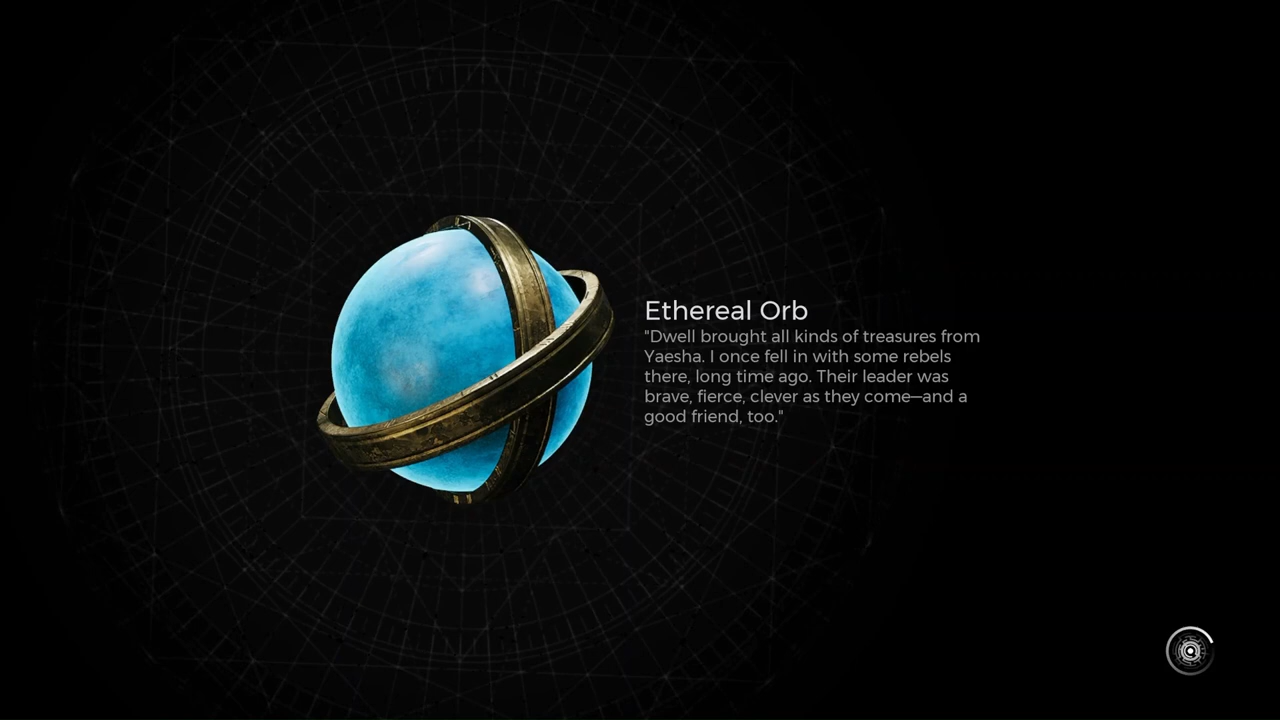 Ethereal Orb
"Dwell brought all kinds of treasures from
Yaesha. I once fell in with some rebels
there, long time ago. Their leader was
brave, fierce, clever as they come—and a
good friend, too."